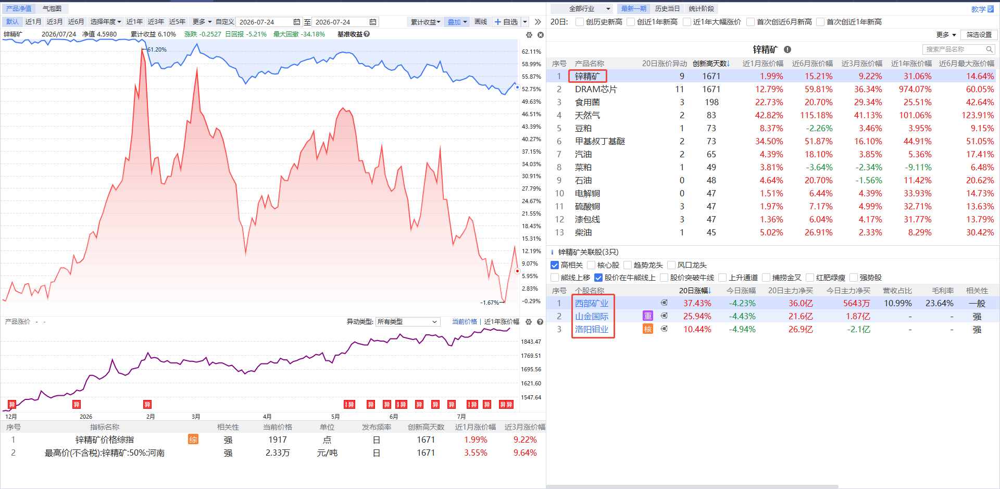 产品净值 气泡图
默认 近1月 近3月 近6月 选择年度 近1年 近3年 近5年 更多 自定义 2026-07-24 至 2026-07-24 累计收益 叠加 画线 自选
锌精矿 2026/07/24 净值 4.5980 累计收益 6.10% 涨跌 -0.2527 日回报 -5.21% 最大回撤 -34.18% 基准收益
61.20%
-1.67%
62.11%
58.99%
55.87%
52.75%
49.63%
46.51%
43.39%
40.27%
37.15%
34.03%
30.91%
27.79%
24.67%
21.55%
18.43%
15.31%
12.19%
9.07%
5.95%
2.83%
-0.29%
产品涨价 - - 异动类型: 所有类型 当前价格 | 近1年涨价幅
1843.47
1769.51
1695.56
1621.60
1547.64
异 异 异 异 异 异 异 异 异 异 异 异 异 异
12月 2026 2月 3月 4月 5月 6月 7月
序号 指标名称 相关性 当前价格 单位 发布频率 创新高天数 近1月涨价幅 近3月涨价幅
1 锌精矿价格综指 综 强 1917 点 日 1671 1.99% 9.22%
2 最高价(不含税):锌精矿:50%:河南 强 2.33万 元/吨 日 1671 3.55% 9.64%
全部行业 最新一期 历史当日 统计阶段 教学
20日: 创历史新高 创近1年新高 近1年大幅涨价 首次创近6月新高 首次创近1年新高
更多 筛选设置
锌精矿 搜索产品名称
序号 产品名称 20日涨价异动 创新高天数↓ 近1月涨价幅 近6月涨价幅 近3月涨价幅 近1年涨价幅 近6月最大涨价幅
1 锌精矿 9 1671 1.99% 15.21% 9.22% 31.06% 14.64%
2 DRAM芯片 11 1671 12.79% 59.81% 36.34% 974.07% 60.05%
3 食用菌 3 198 22.73% 20.70% 29.34% 25.51% 42.64%
4 天然气 2 83 42.82% 115.18% 41.13% 101.06% 123.91%
5 豆粕 1 73 8.37% -2.26% 3.46% 3.95% 9.15%
6 甲基叔丁基醚 2 73 34.50% 51.87% 16.10% 44.91% 51.05%
7 汽油 2 65 4.39% 18.10% 3.85% 5.36% 17.41%
8 菜粕 1 49 3.81% -3.64% -2.34% -9.11% 6.48%
9 石油 0 48 4.64% 20.70% -1.56% 11.42% 20.62%
10 电解铜 0 47 1.51% 6.44% 4.39% 33.93% 14.73%
11 硫酸铜 3 47 1.97% 7.17% 4.99% 32.71% 13.63%
12 漆包线 3 47 1.36% 6.04% 4.17% 31.77% 13.79%
13 柴油 1 45 5.02% 26.91% 2.33% 8.29% 30.42%
锌精矿关联股(3只)
高相关 核心股 趋势龙头 风口龙头
熊线上移 股价在牛熊线上 股价突破牛线 上升通道 捕捞金叉 红肥绿瘦 强势股
序号 个股名称 20日涨幅↓ 今日涨幅 20日主力净买 今日主力净买 营收占比 毛利率 相关性
1 西部矿业 37.43% -4.23% 36.0亿 5643万 10.99% 23.64% 一般
2 山金国际 重 25.94% -4.43% 21.6亿 1.87亿 - - 强
3 洛阳钼业 核 10.44% -4.94% 26.9亿 -2.1亿 - - 强